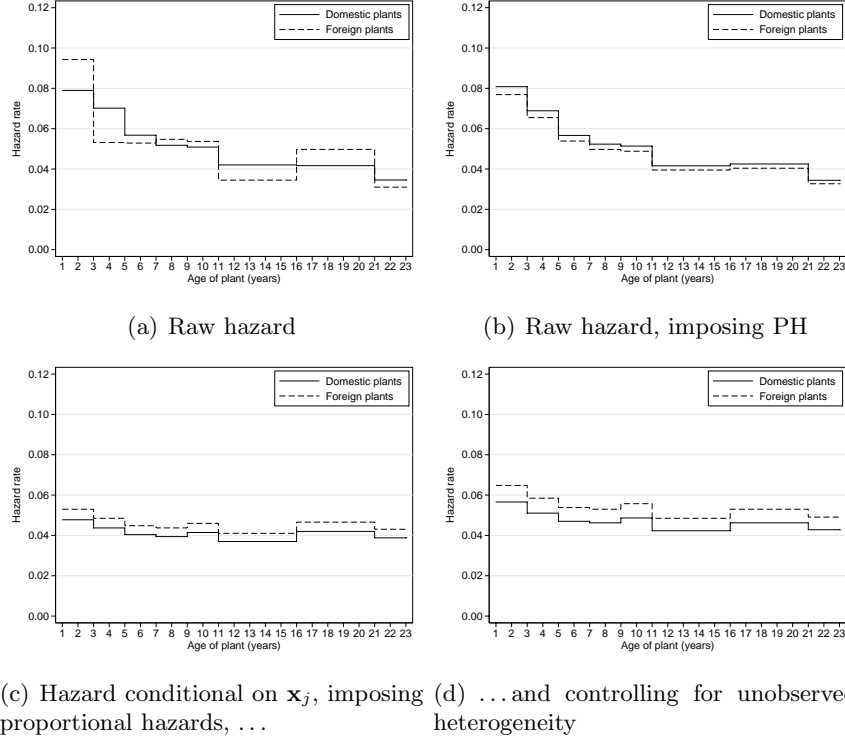 0.12
0.10
0.08
0.06
0.04
0.02
0.00
Hazard rate
Domestic plants
Foreign plants
1 2 3 4 5 6 7 8 9 10 11 12 13 14 15 16 17 18 19 20 21 22 23
Age of plant (years)
(a) Raw hazard
0.12
0.10
0.08
0.06
0.04
0.02
0.00
Hazard rate
Domestic plants
Foreign plants
1 2 3 4 5 6 7 8 9 10 11 12 13 14 15 16 17 18 19 20 21 22 23
Age of plant (years)
(b) Raw hazard, imposing PH
0.12
0.10
0.08
0.06
0.04
0.02
0.00
Hazard rate
Domestic plants
Foreign plants
1 2 3 4 5 6 7 8 9 10 11 12 13 14 15 16 17 18 19 20 21 22 23
Age of plant (years)
(c) Hazard conditional on x_j, imposing
proportional hazards, ...
0.12
0.10
0.08
0.06
0.04
0.02
0.00
Hazard rate
Domestic plants
Foreign plants
1 2 3 4 5 6 7 8 9 10 11 12 13 14 15 16 17 18 19 20 21 22 23
Age of plant (years)
(d) ... and controlling for unobserved
heterogeneity